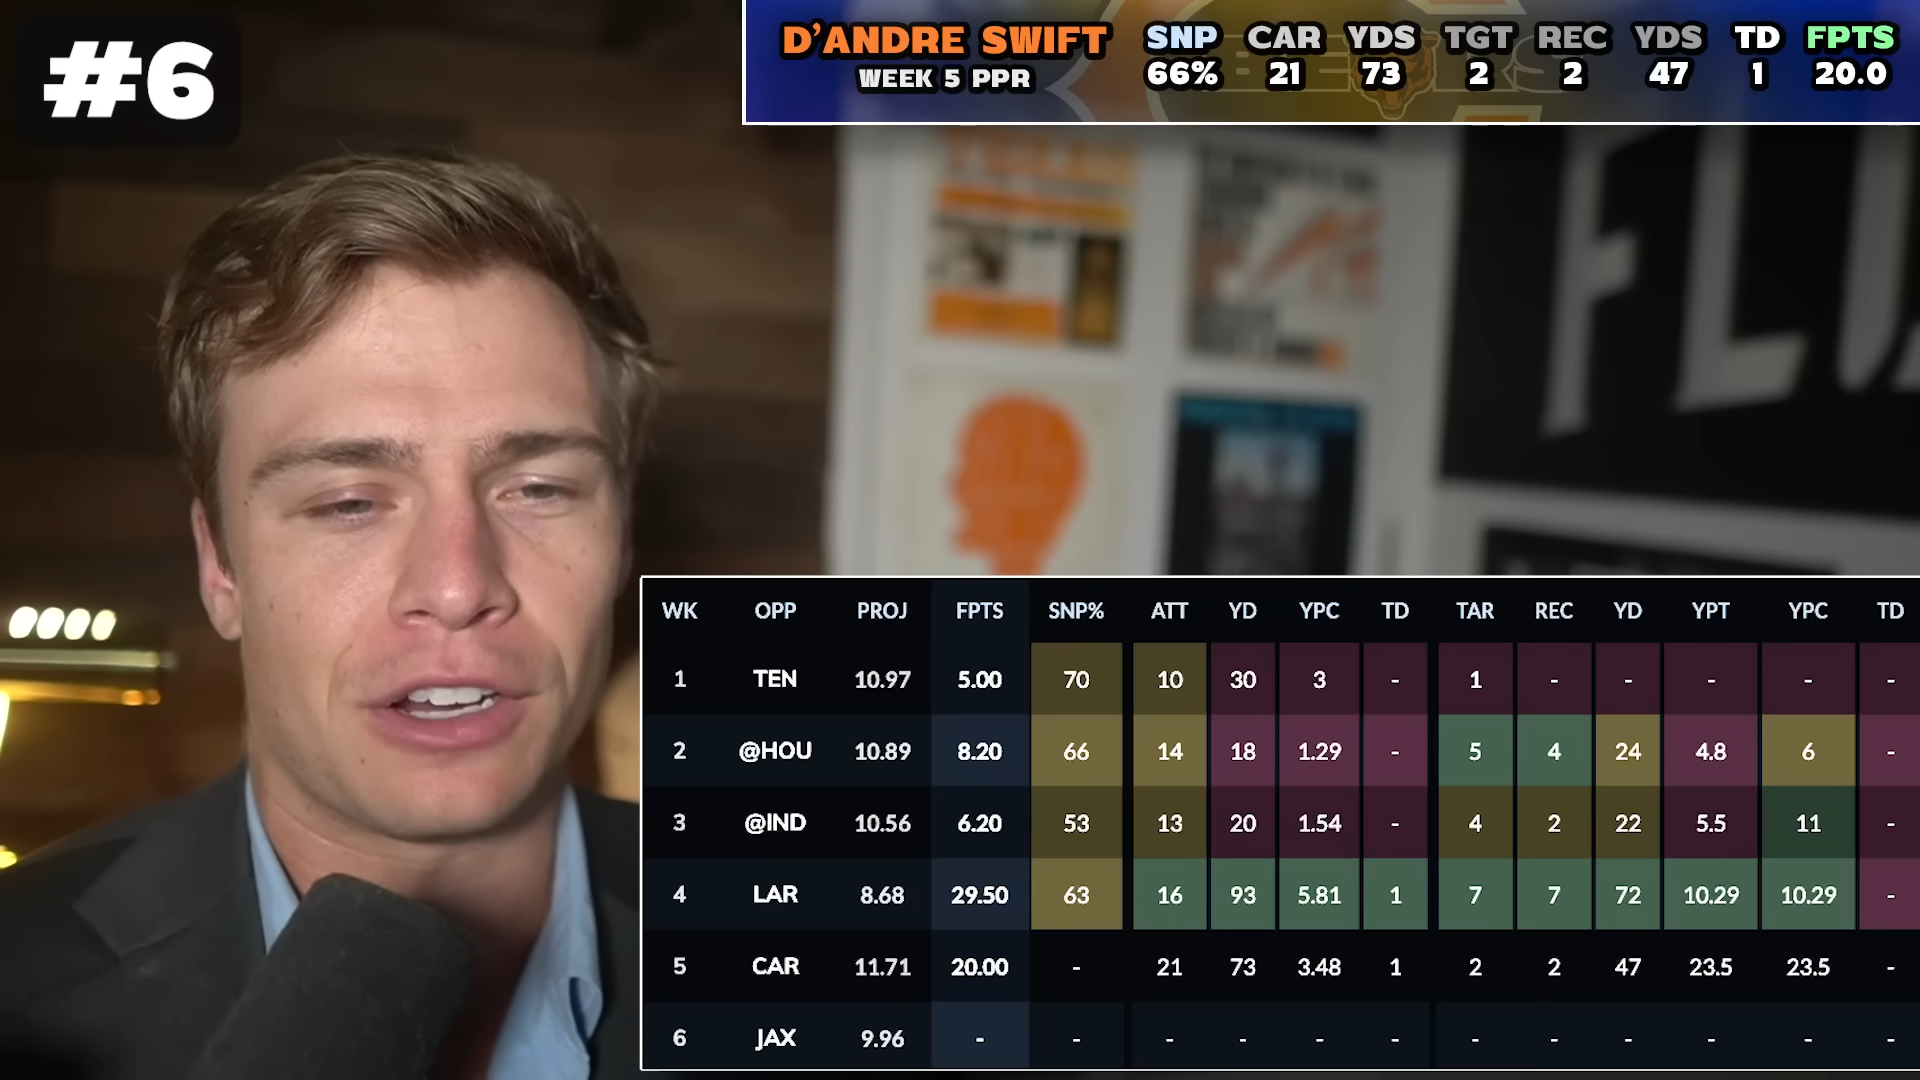 #6
D'ANDRE SWIFT SNP CAR YDS TGT REC YDS TD FPTS
WEEK 5 PPR 66% 21 73 2 2 47 1 20.0
WK OPP PROJ FPTS SNP% ATT YD YPC TD TAR REC YD YPT YPC TD
1 TEN 10.97 5.00 70 10 30 3 - 1 - - - - -
2 @HOU 10.89 8.20 66 14 18 1.29 - 5 4 24 4.8 6 -
3 @IND 10.56 6.20 53 13 20 1.54 - 4 2 22 5.5 11 -
4 LAR 8.68 29.50 63 16 93 5.81 1 7 7 72 10.29 10.29 -
5 CAR 11.71 20.00 - 21 73 3.48 1 2 2 47 23.5 23.5 -
6 JAX 9.96 - - - - - - - - - - - -